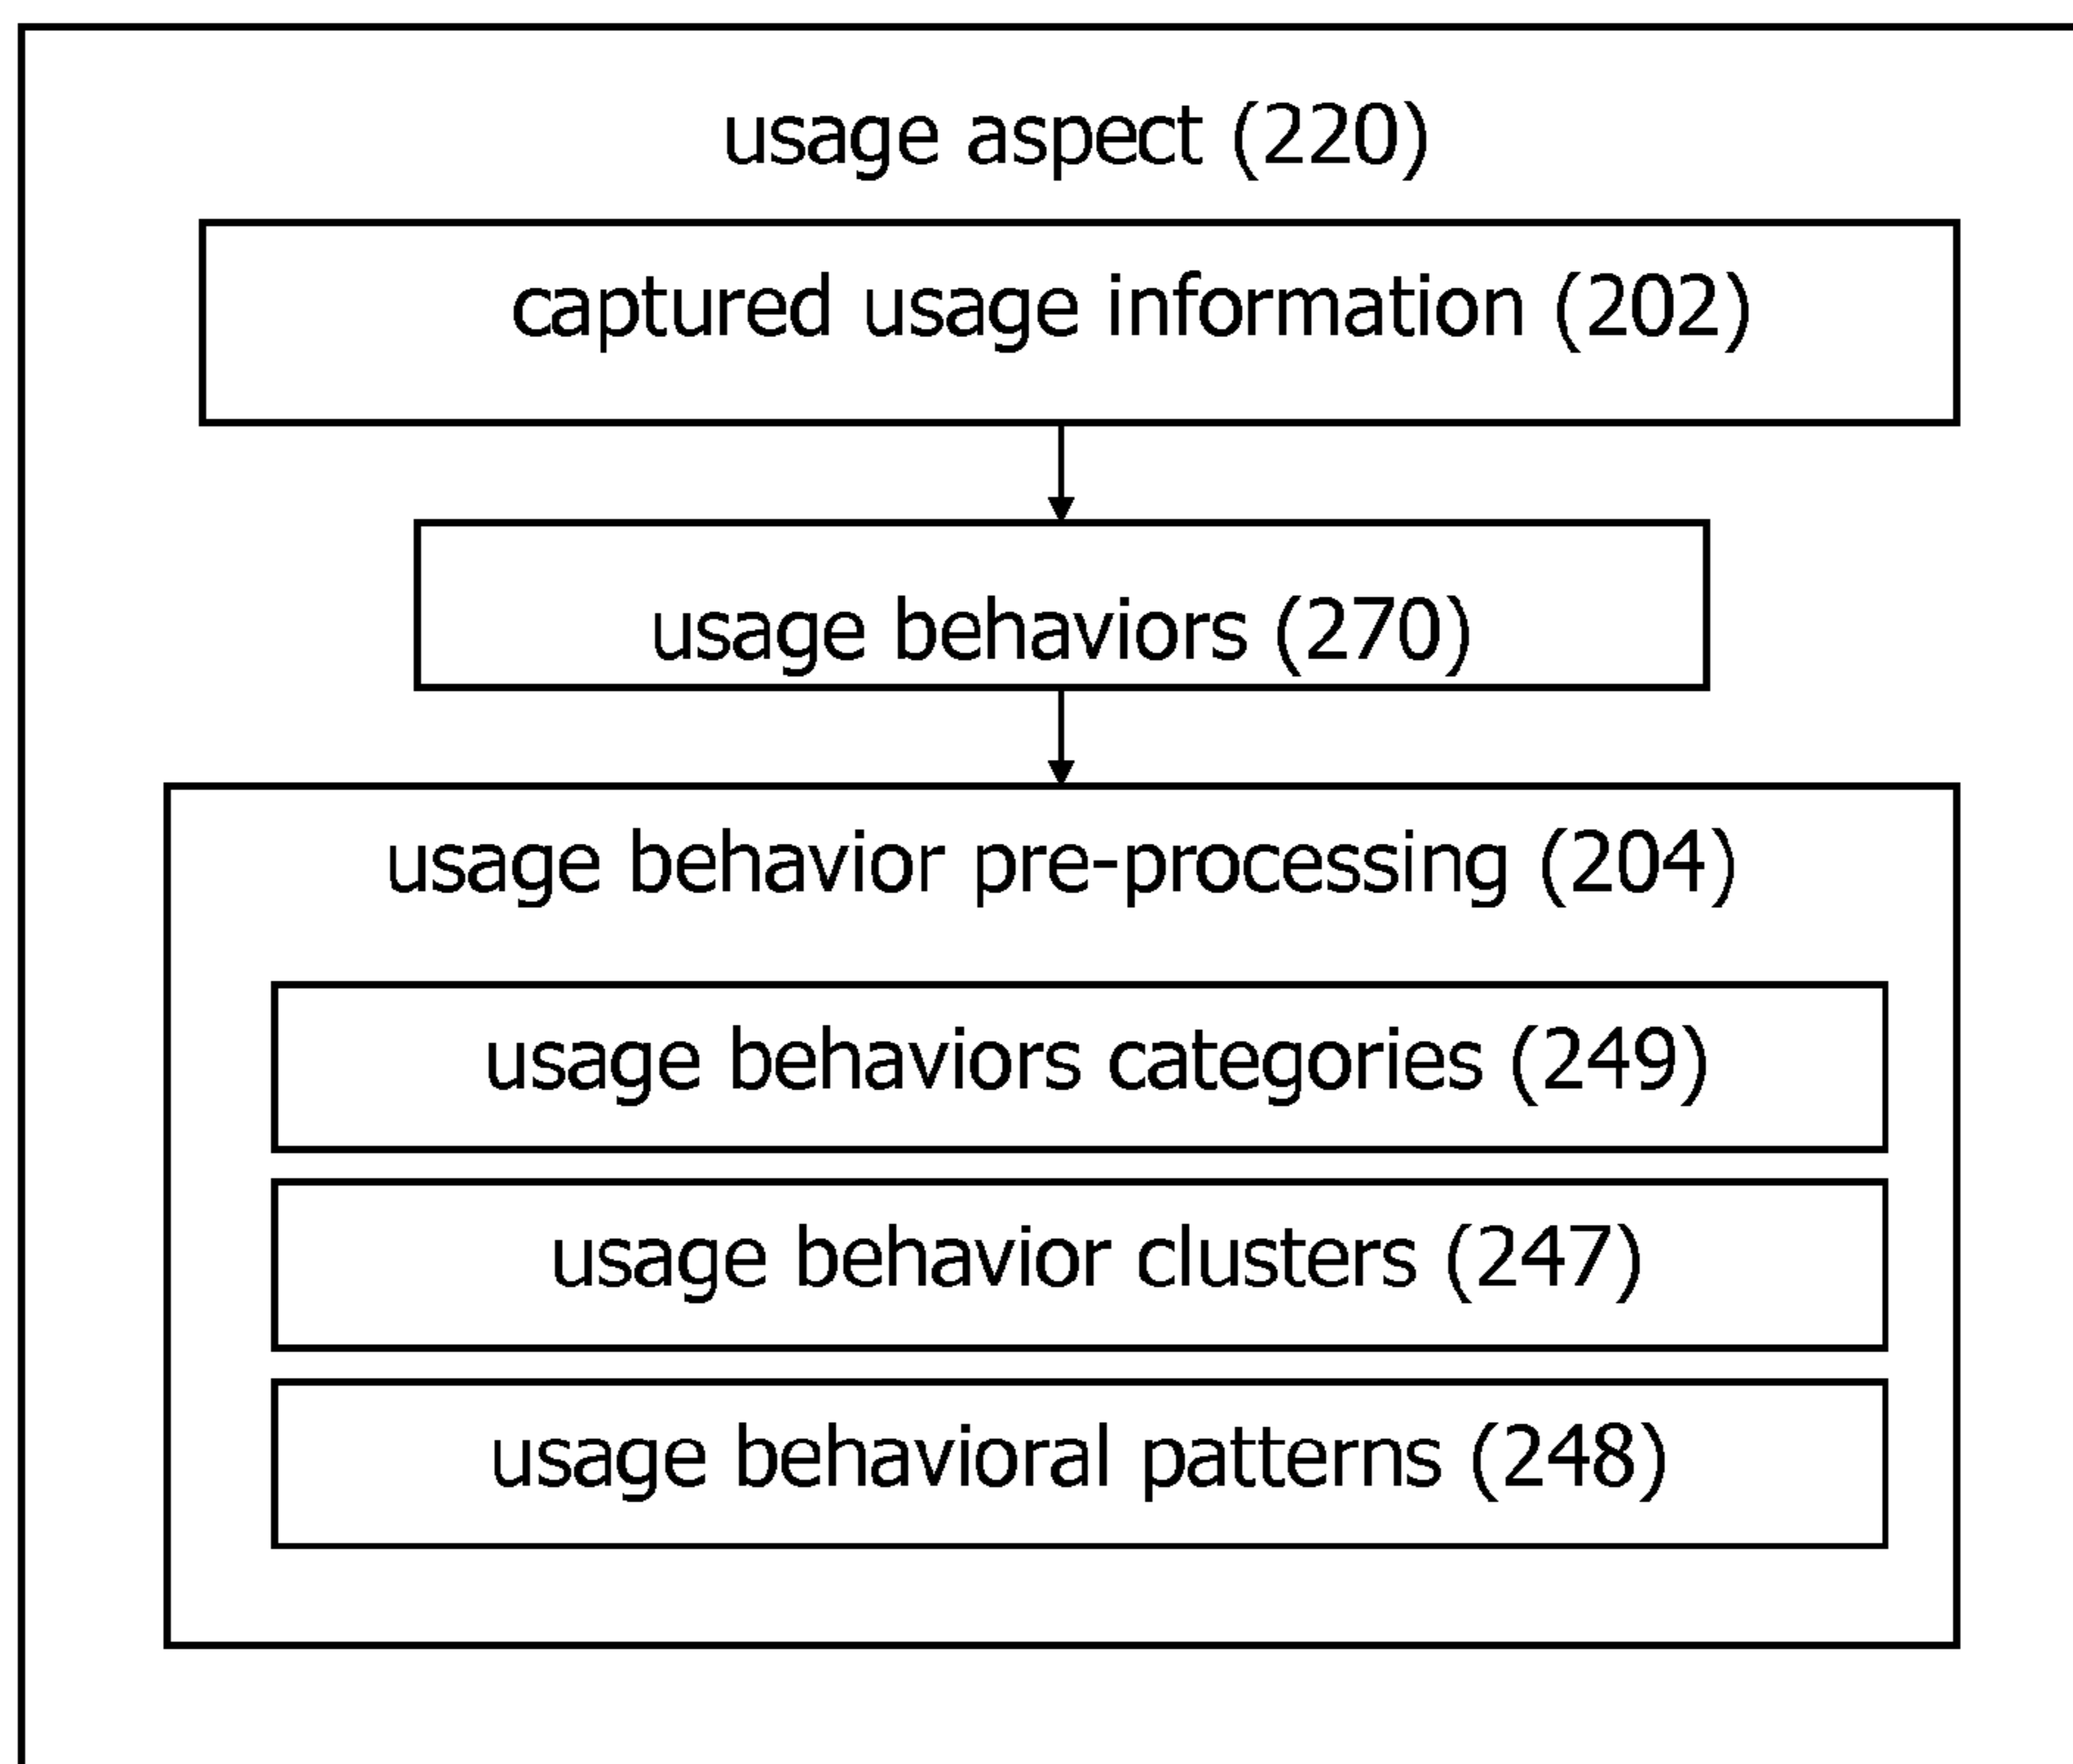 usage aspect (220)
captured usage information (202)
usage behaviors (270)
usage behavior pre-processing (204)
usage behaviors categories (249)
usage behavior clusters (247)
usage behavioral patterns (248)